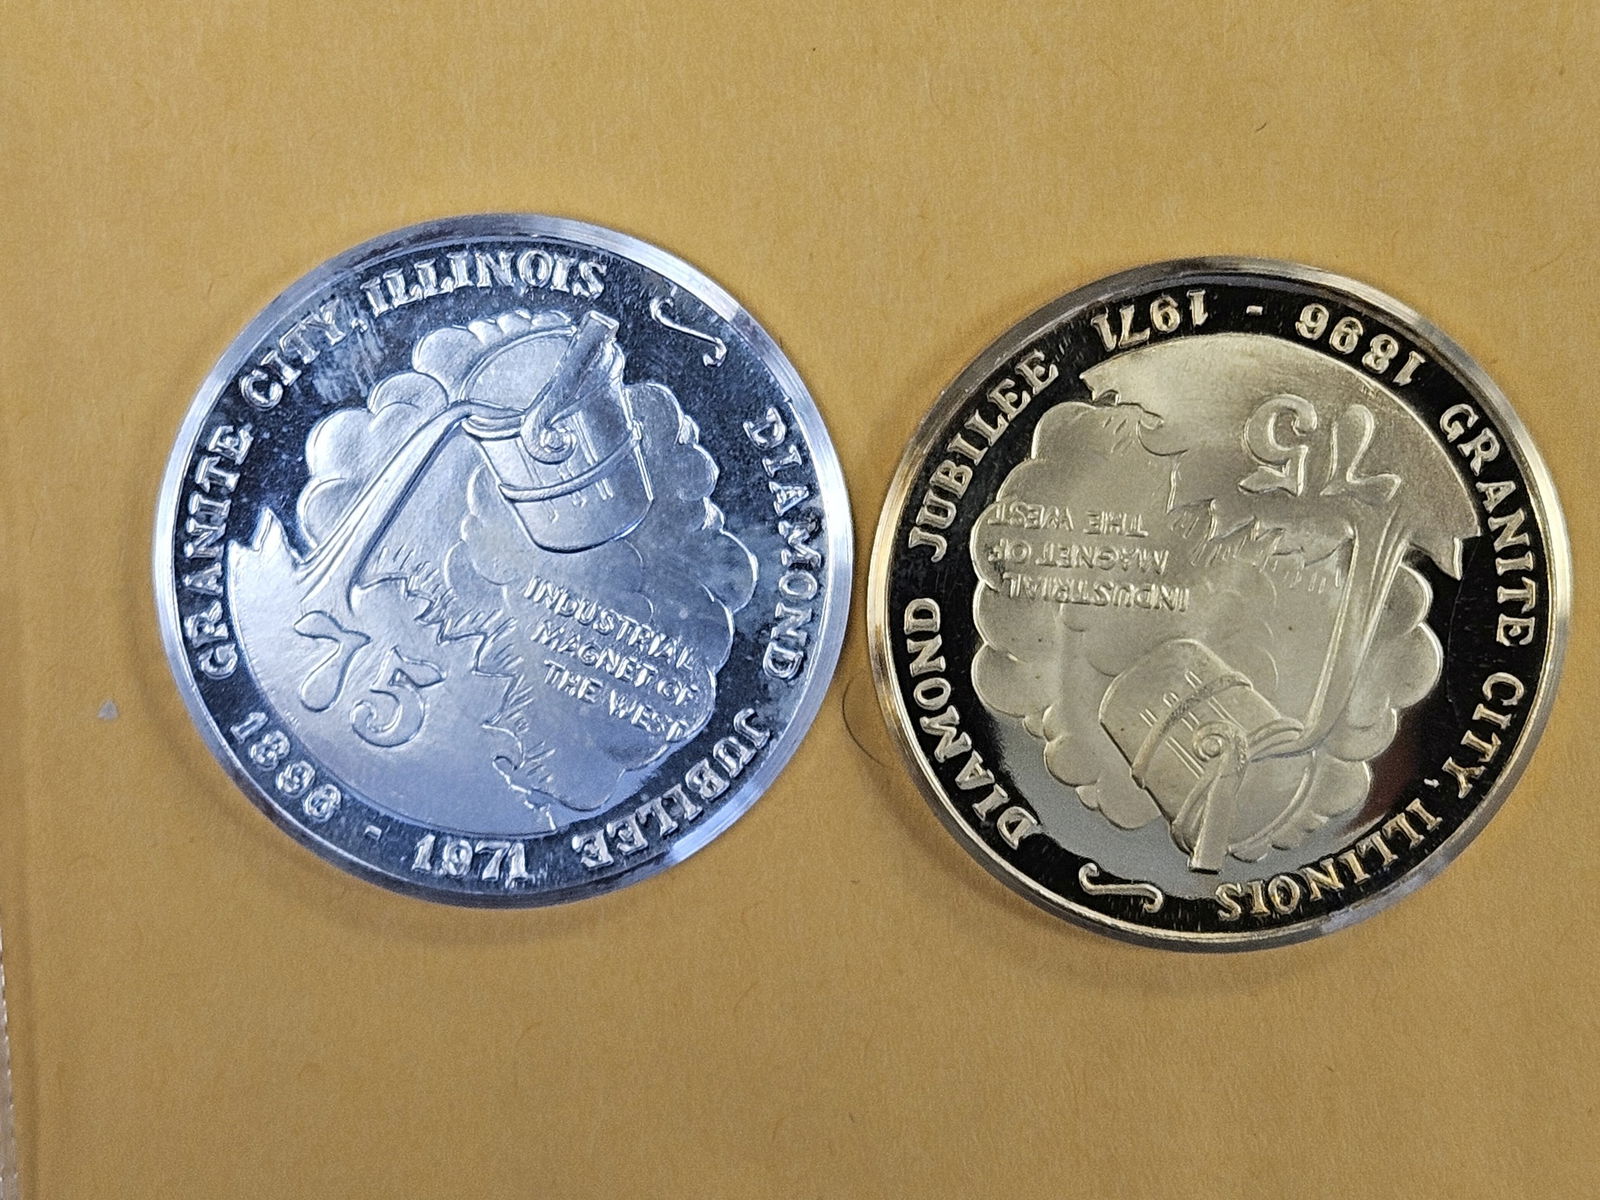 GRANITE CITY, ILLINOIS
DIAMOND JUBILEE
1896 - 1971
75
INDUSTRIAL
MAGNET OF
THE WEST
GRANITE CITY, ILLINOIS
DIAMOND JUBILEE
1896 - 1971
75
INDUSTRIAL
MAGNET OF
THE WEST